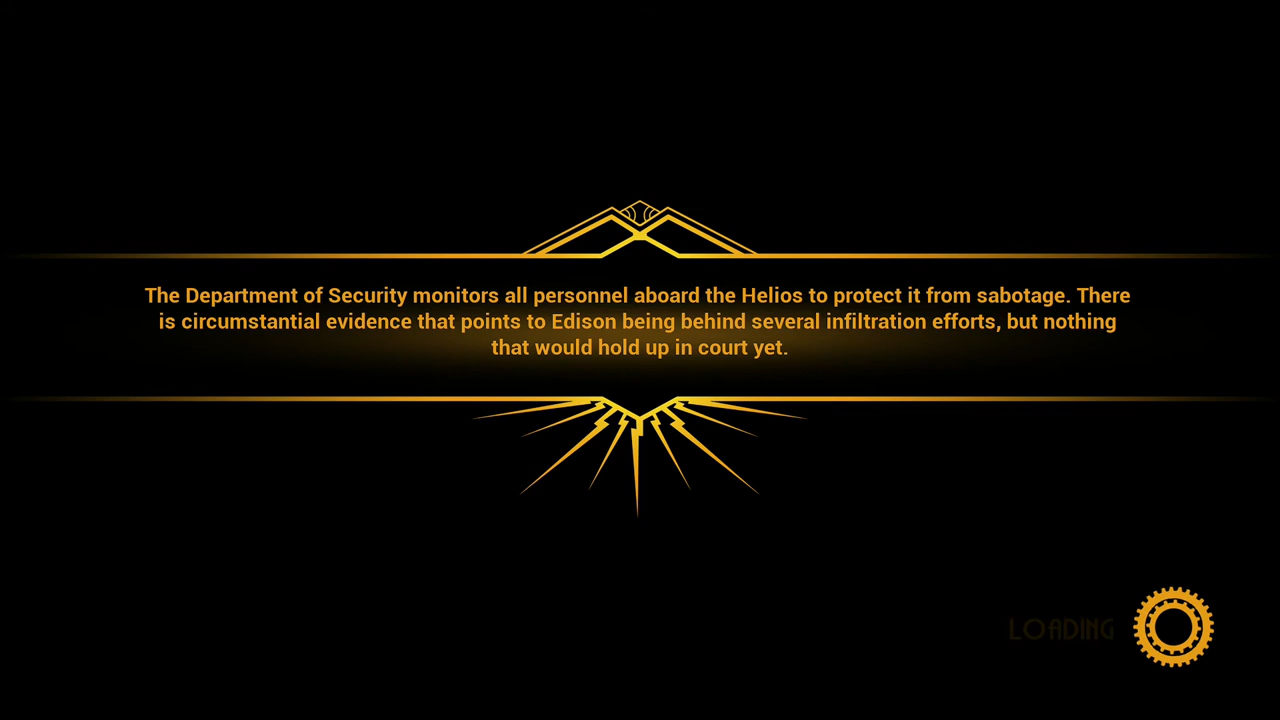 The Department of Security monitors all personnel aboard the Helios to protect it from sabotage. There
is circumstantial evidence that points to Edison being behind several infiltration efforts, but nothing
that would hold up in court yet.
LOADING